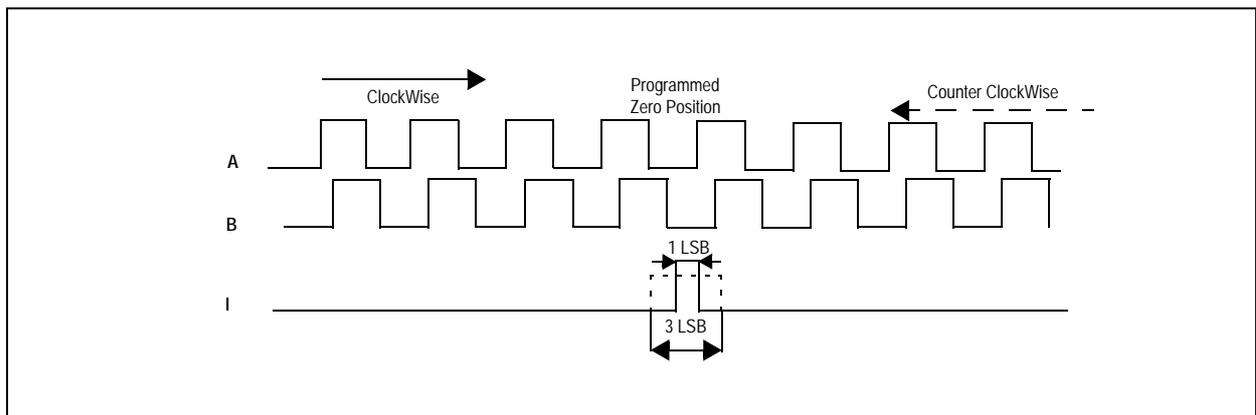 ClockWise
Programmed
Zero Position
Counter ClockWise
A
B
1 LSB
I
3 LSB